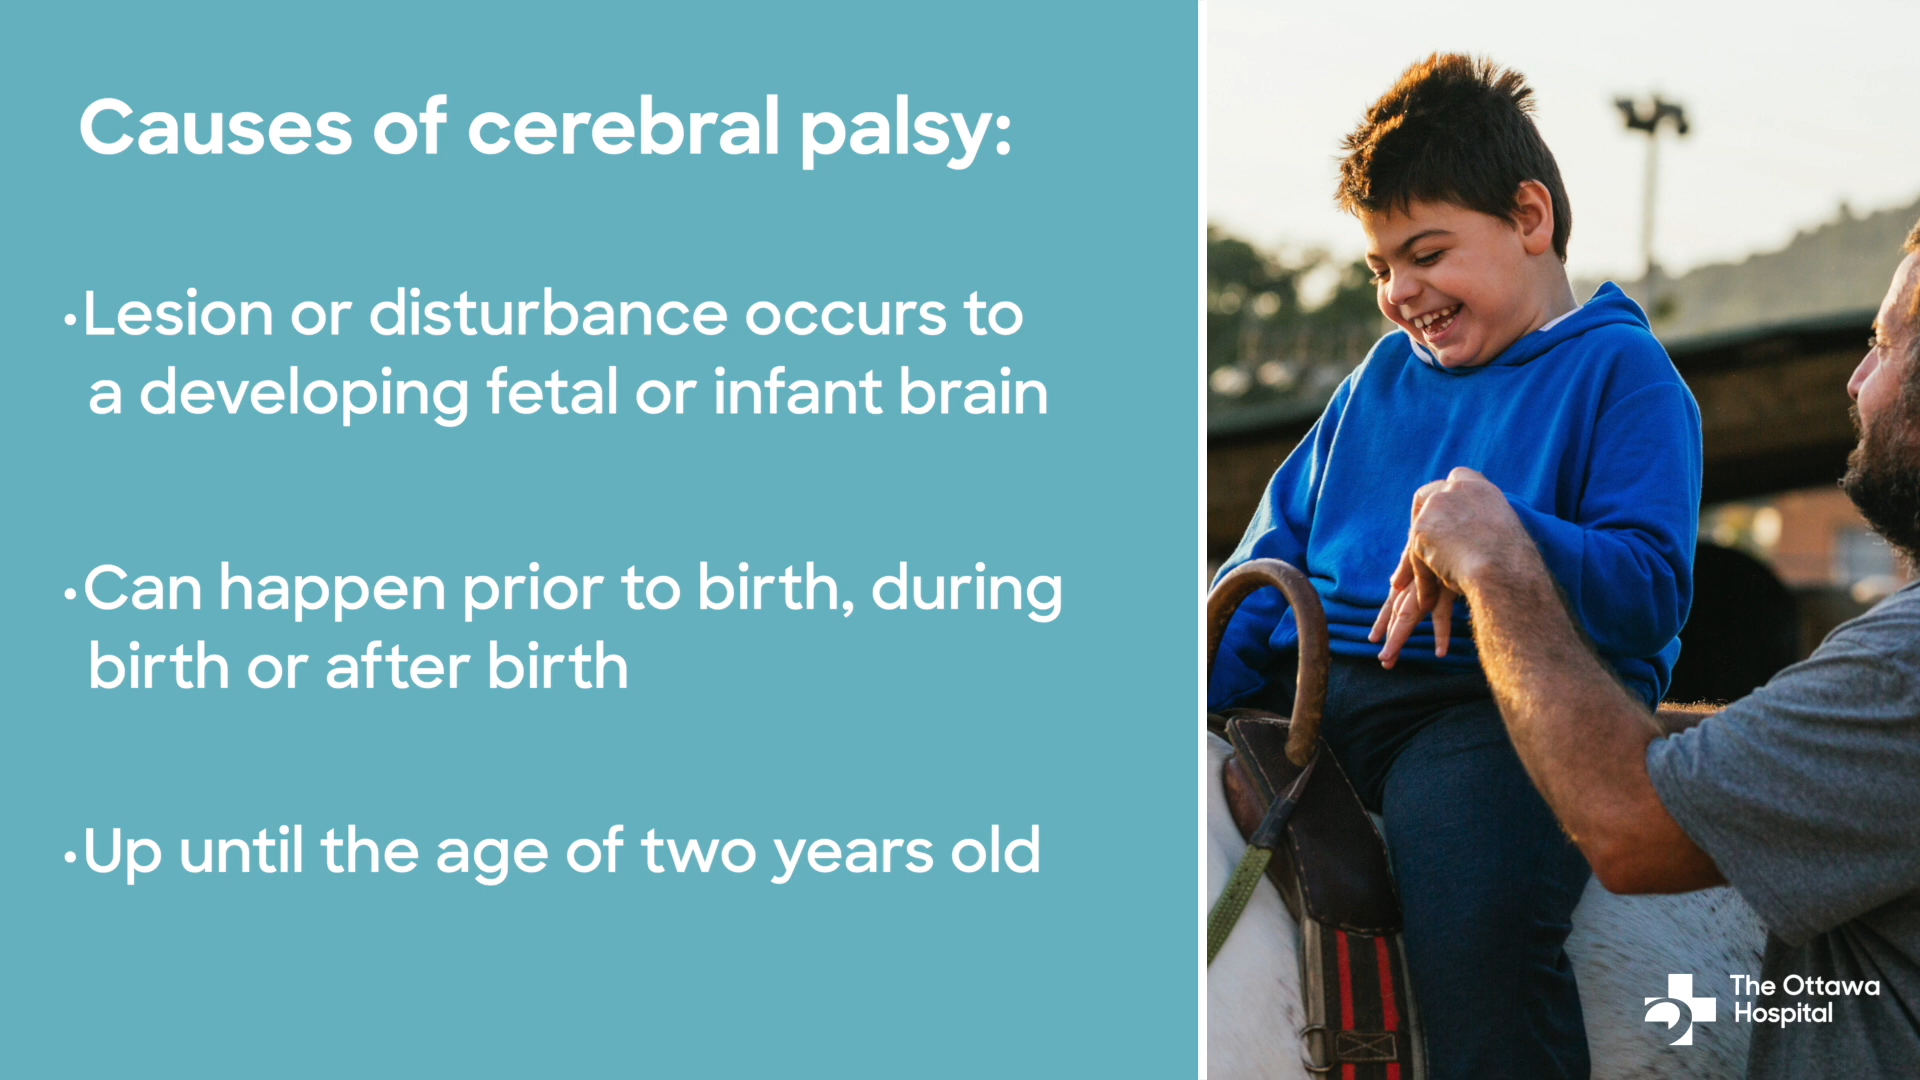 Causes of cerebral palsy:
•Lesion or disturbance occurs to
a developing fetal or infant brain
•Can happen prior to birth, during
birth or after birth
•Up until the age of two years old
The Ottawa
Hospital